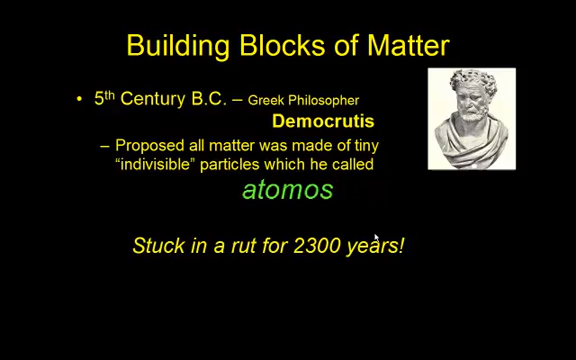 Building Blocks of Matter
• 5th Century B.C. – Greek Philosopher
Democrutis
– Proposed all matter was made of tiny
“indivisible” particles which he called
atomos
Stuck in a rut for 2300 years!